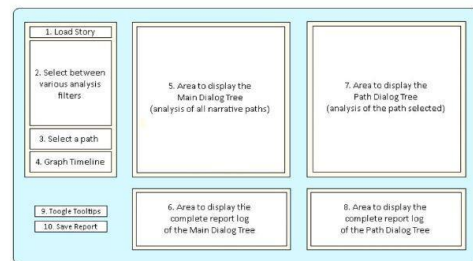 1. Load Story
2. Select between
various analysis
filters
3. Select a path
4. Graph Timeline
5. Area to display the
Main Dialog Tree
(analysis of all narrative paths)
7. Area to display the
Path Dialog Tree
(analysis of the path selected)
9. Toogle Tooltips
10. Save Report
6. Area to display the
complete report log
of the Main Dialog Tree
8. Area to display the
complete report log
of the Path Dialog Tree